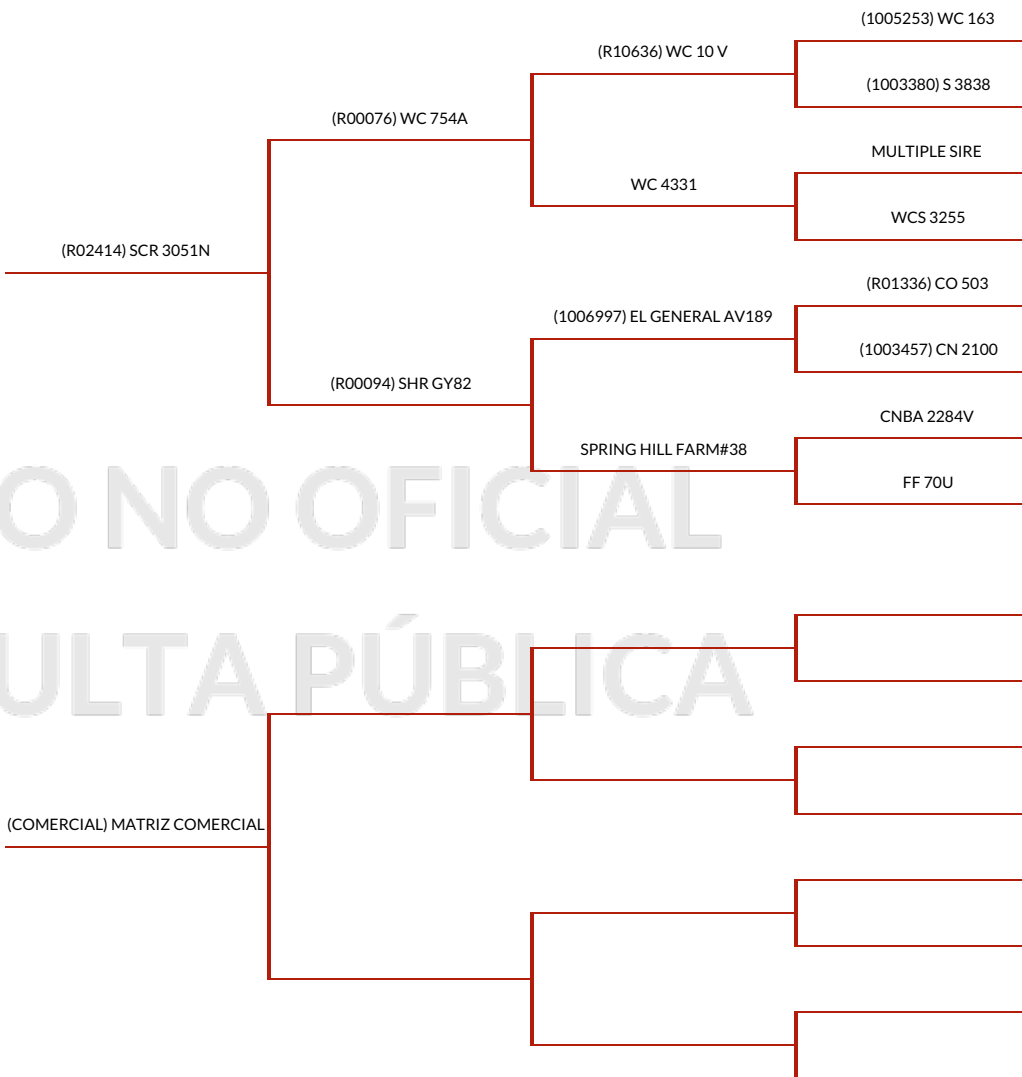 (1005253) WC 163
(R10636) WC 10 V
(1003380) S 3838
(R00076) WC 754A
MULTIPLE SIRE
WC 4331
WCS 3255
(R02414) SCR 3051N
(R01336) CO 503
(1006997) EL GENERAL AV189
(1003457) CN 2100
(R00094) SHR GY82
CNBA 2284V
SPRING HILL FARM#38
FF 70U
O NO OFICIAL
ULTA PÚBLICA
(COMERCIAL) MATRIZ COMERCIAL